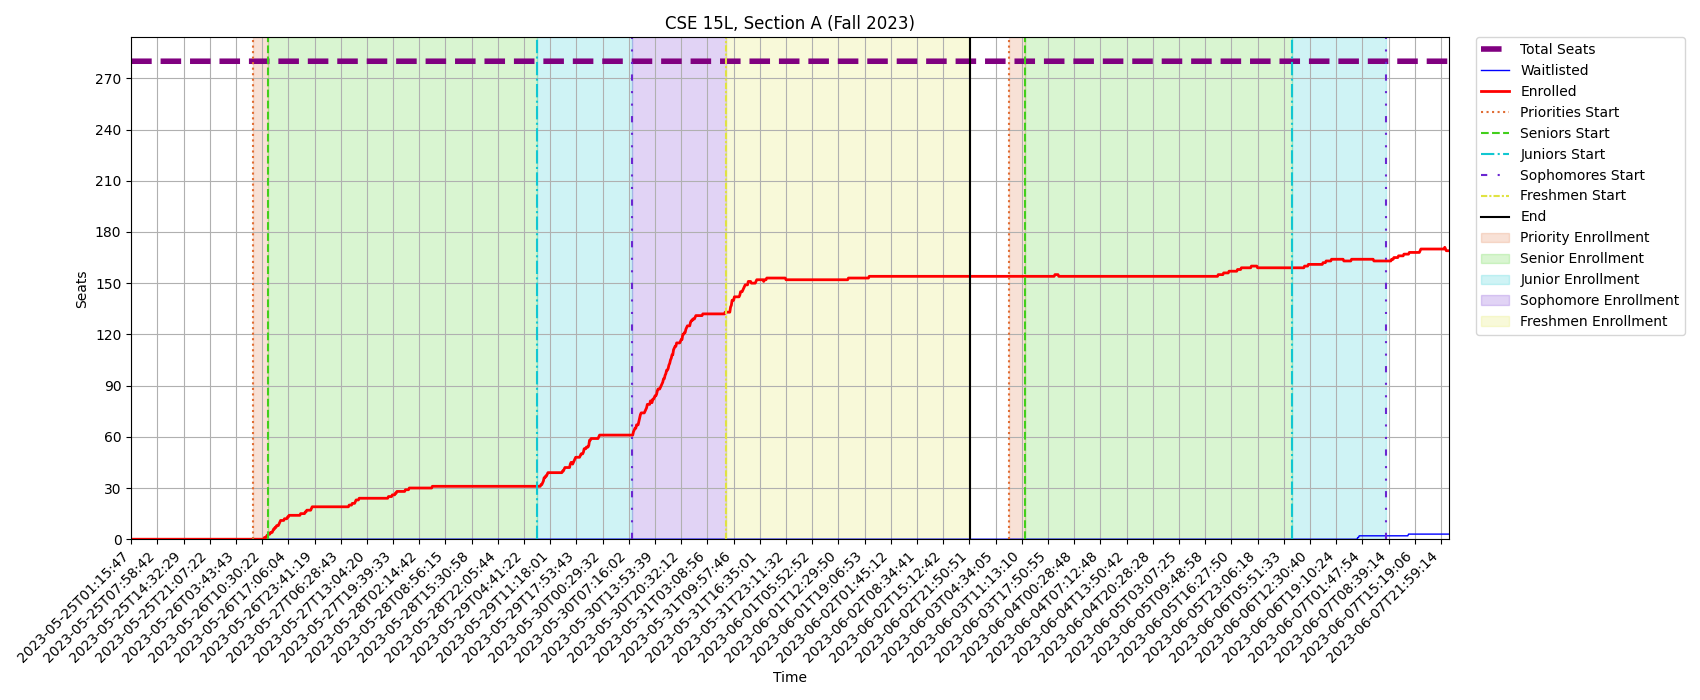 CSE 15L, Section A (Fall 2023)
Seats
270
240
210
180
150
120
90
60
30
0
2023-05-25T01:15:47
2023-05-25T07:58:42
2023-05-25T14:32:29
2023-05-25T21:07:22
2023-05-26T03:43:43
2023-05-26T10:30:22
2023-05-26T17:06:04
2023-05-26T23:41:19
2023-05-27T06:28:43
2023-05-27T13:04:20
2023-05-27T19:39:33
2023-05-28T02:14:42
2023-05-28T08:56:15
2023-05-28T15:30:58
2023-05-28T22:05:44
2023-05-29T04:41:22
2023-05-29T11:18:01
2023-05-29T17:53:43
2023-05-30T00:29:32
2023-05-30T07:16:02
2023-05-30T13:53:39
2023-05-30T20:32:12
2023-05-31T03:08:56
2023-05-31T09:57:46
2023-05-31T16:35:01
2023-05-31T23:11:32
2023-06-01T05:52:52
2023-06-01T12:29:50
2023-06-01T19:06:53
2023-06-02T01:45:12
2023-06-02T08:34:41
2023-06-02T15:12:42
2023-06-02T21:50:51
2023-06-03T04:34:05
2023-06-03T11:13:10
2023-06-03T17:50:55
2023-06-04T00:28:48
2023-06-04T07:12:48
2023-06-04T13:50:42
2023-06-04T20:28:28
2023-06-05T03:07:25
2023-06-05T09:48:58
2023-06-05T16:27:50
2023-06-05T23:06:18
2023-06-06T05:51:33
2023-06-06T12:30:40
2023-06-06T19:10:24
2023-06-07T01:47:54
2023-06-07T08:39:14
2023-06-07T15:19:06
2023-06-07T21:59:14
Time
Total Seats
Waitlisted
Enrolled
Priorities Start
Seniors Start
Juniors Start
Sophomores Start
Freshmen Start
End
Priority Enrollment
Senior Enrollment
Junior Enrollment
Sophomore Enrollment
Freshmen Enrollment